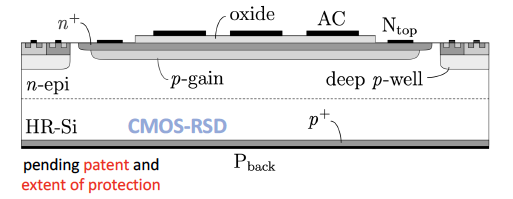 n+ oxide AC Ntop
n-epi p-gain deep p-well
HR-Si CMOS-RSD p+
pending patent and Pback
extent of protection